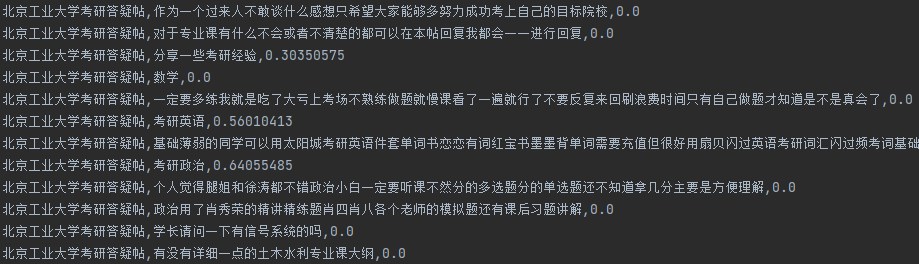 北京工业大学考研答疑帖,作为一个过来人不敢谈什么感想只希望大家能够多努力成功考上自己的目标院校,0.0
北京工业大学考研答疑帖,对于专业课有什么不会或者不清楚的都可以在本帖回复我都会一一进行回复,0.0
北京工业大学考研答疑帖,分享一些考研经验,0.30350575
北京工业大学考研答疑帖,数学,0.0
北京工业大学考研答疑帖,一定要多练我就是吃了大亏上考场不熟练做题就慢课看了一遍就行了不要反复来回刷浪费时间只有自己做题才知道是不是真会了,0.0
北京工业大学考研答疑帖,考研英语,0.56010413
北京工业大学考研答疑帖,基础薄弱的同学可以用太阳城考研英语件套单词书恋恋有词红宝书墨墨背单词需要充值但很好用扇贝闪过英语考研词汇闪过频考词基础
北京工业大学考研答疑帖,考研政治,0.64055485
北京工业大学考研答疑帖,个人觉得腿姐和徐涛都不错政治小白一定要听课不然分的多选题分的单选题还不知道拿几分主要是方便理解,0.0
北京工业大学考研答疑帖,政治用了肖秀荣的精讲精练题肖四肖八各个老师的模拟题还有课后习题讲解,0.0
北京工业大学考研答疑帖,学长请问一下有信号系统的吗,0.0
北京工业大学考研答疑帖,有没有详细一点的土木水利专业课大纲,0.0